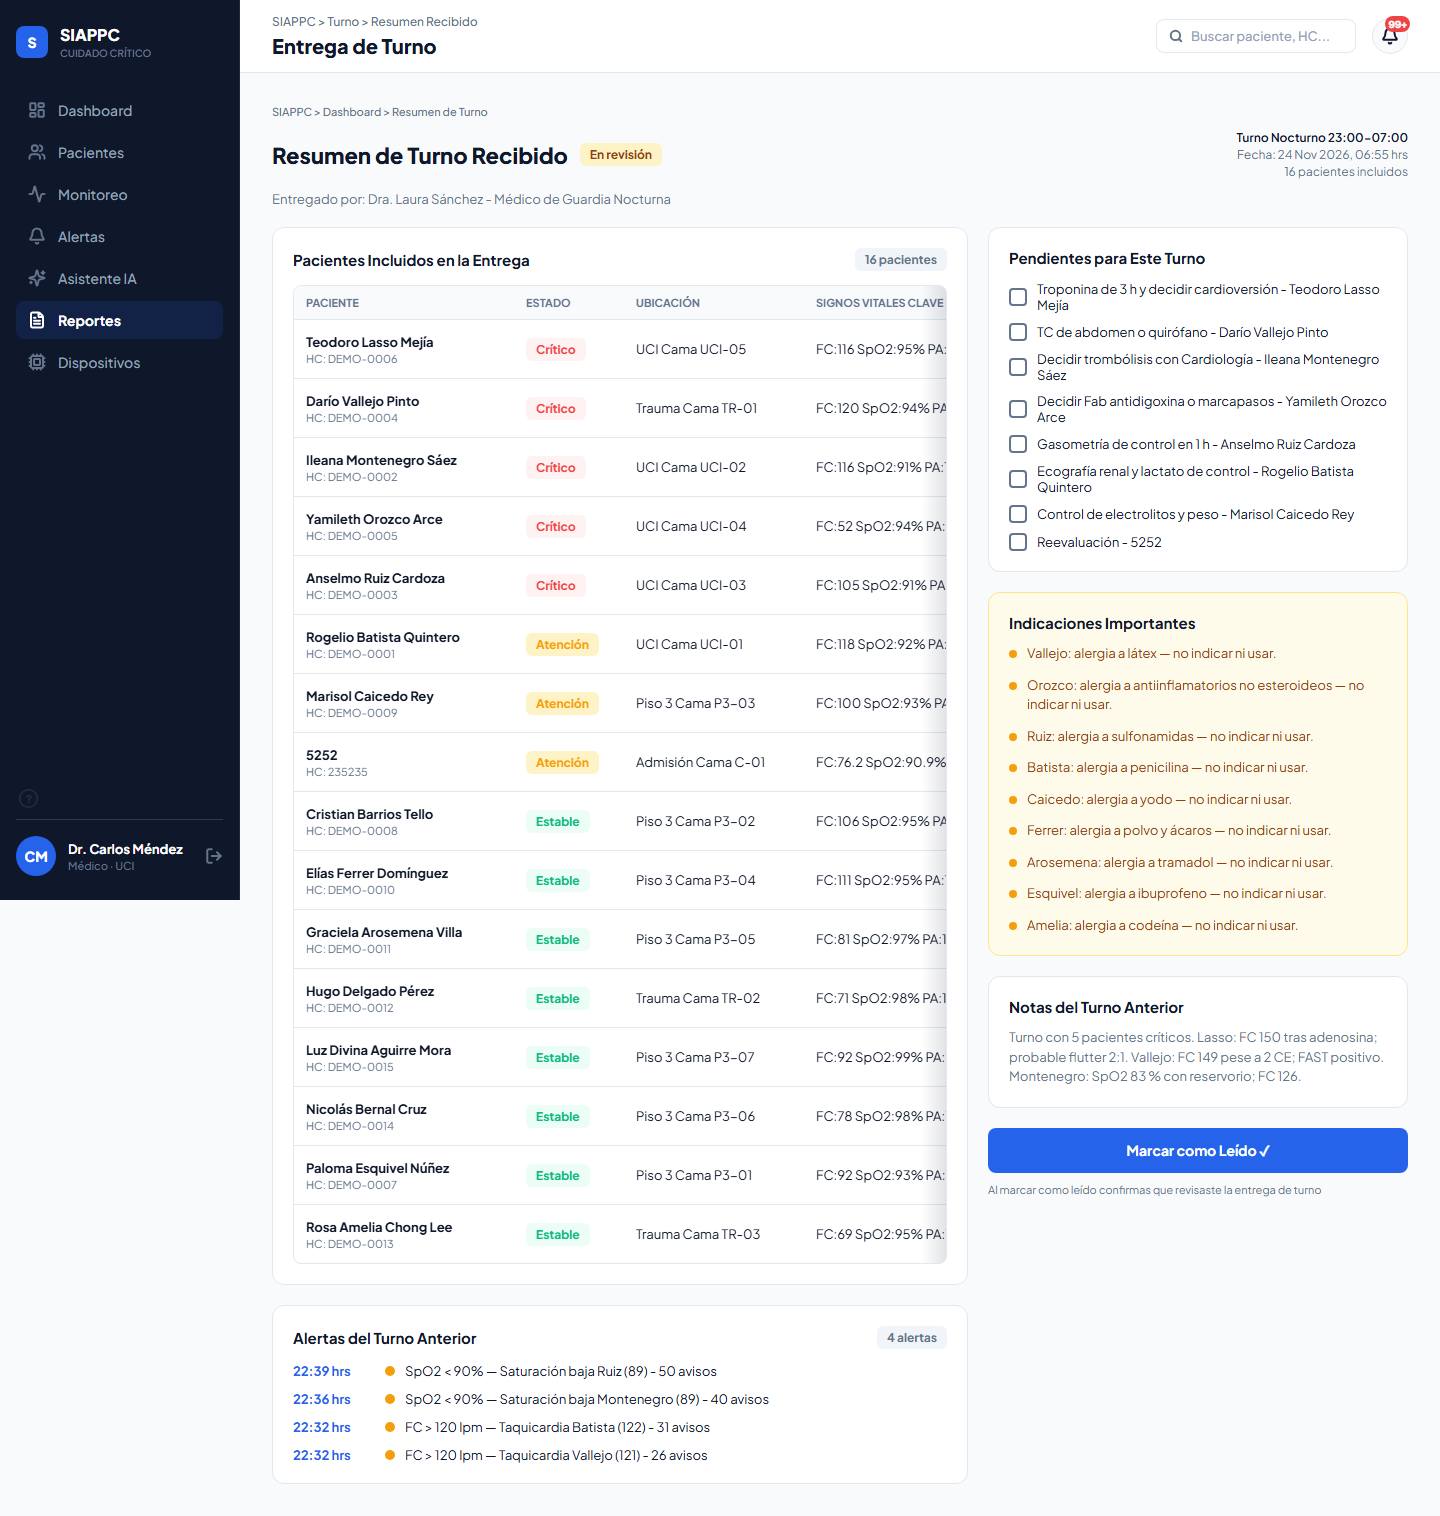 S
SIAPPC
CUIDADO CRÍTICO
Dashboard
Pacientes
Monitoreo
Alertas
Asistente IA
Reportes
Dispositivos
?
CM
Dr. Carlos Méndez
Médico · UCI
SIAPPC > Turno > Resumen Recibido
Entrega de Turno
Buscar paciente, HC...
99+
SIAPPC > Dashboard > Resumen de Turno
Resumen de Turno Recibido
En revisión
Entregado por: Dra. Laura Sánchez - Médico de Guardia Nocturna
Turno Nocturno 23:00–07:00
Fecha: 24 Nov 2026, 06:55 hrs
16 pacientes incluidos
Pacientes Incluidos en la Entrega
16 pacientes
PACIENTE ESTADO UBICACIÓN SIGNOS VITALES CLAVE
Teodoro Lasso Mejía
HC: DEMO-0006
Crítico
UCI Cama UCI-05
FC:116 SpO2:95% PA:
Darío Vallejo Pinto
HC: DEMO-0004
Crítico
Trauma Cama TR-01
FC:120 SpO2:94% PA
Ileana Montenegro Sáez
HC: DEMO-0002
Crítico
UCI Cama UCI-02
FC:116 SpO2:91% PA:
Yamileth Orozco Arce
HC: DEMO-0005
Crítico
UCI Cama UCI-04
FC:52 SpO2:94% PA:
Anselmo Ruiz Cardoza
HC: DEMO-0003
Crítico
UCI Cama UCI-03
FC:105 SpO2:91% PA
Rogelio Batista Quintero
HC: DEMO-0001
Atención
UCI Cama UCI-01
FC:118 SpO2:92% PA:
Marisol Caicedo Rey
HC: DEMO-0009
Atención
Piso 3 Cama P3-03
FC:100 SpO2:93% PA
5252
HC: 235235
Atención
Admisión Cama C-01
FC:76.2 SpO2:90.9%
Cristian Barrios Tello
HC: DEMO-0008
Estable
Piso 3 Cama P3-02
FC:106 SpO2:95% PA
Elías Ferrer Domínguez
HC: DEMO-0010
Estable
Piso 3 Cama P3-04
FC:111 SpO2:95% PA:
Graciela Arosemena Villa
HC: DEMO-0011
Estable
Piso 3 Cama P3-05
FC:81 SpO2:97% PA:1
Hugo Delgado Pérez
HC: DEMO-0012
Estable
Trauma Cama TR-02
FC:71 SpO2:98% PA:1
Luz Divina Aguirre Mora
HC: DEMO-0015
Estable
Piso 3 Cama P3-07
FC:92 SpO2:99% PA:
Nicolás Bernal Cruz
HC: DEMO-0014
Estable
Piso 3 Cama P3-06
FC:78 SpO2:98% PA:
Paloma Esquivel Núñez
HC: DEMO-0007
Estable
Piso 3 Cama P3-01
FC:92 SpO2:93% PA:
Rosa Amelia Chong Lee
HC: DEMO-0013
Estable
Trauma Cama TR-03
FC:69 SpO2:95% PA:
Alertas del Turno Anterior
4 alertas
22:39 hrs SpO2 < 90% — Saturación baja Ruiz (89) - 50 avisos
22:36 hrs SpO2 < 90% — Saturación baja Montenegro (89) - 40 avisos
22:32 hrs FC > 120 lpm — Taquicardia Batista (122) - 31 avisos
22:32 hrs FC > 120 lpm — Taquicardia Vallejo (121) - 26 avisos
Pendientes para Este Turno
Troponina de 3 h y decidir cardioversión - Teodoro Lasso
Mejía
TC de abdomen o quirófano - Darío Vallejo Pinto
Decidir trombólisis con Cardiología - Ileana Montenegro
Sáez
Decidir Fab antidigoxina o marcapasos - Yamileth Orozco
Arce
Gasometría de control en 1 h - Anselmo Ruiz Cardoza
Ecografía renal y lactato de control - Rogelio Batista
Quintero
Control de electrolitos y peso - Marisol Caicedo Rey
Reevaluación - 5252
Indicaciones Importantes
Vallejo: alergia a látex — no indicar ni usar.
Orozco: alergia a antiinflamatorios no esteroideos — no
indicar ni usar.
Ruiz: alergia a sulfonamidas — no indicar ni usar.
Batista: alergia a penicilina — no indicar ni usar.
Caicedo: alergia a yodo — no indicar ni usar.
Ferrer: alergia a polvo y ácaros — no indicar ni usar.
Arosemena: alergia a tramadol — no indicar ni usar.
Esquivel: alergia a ibuprofeno — no indicar ni usar.
Amelia: alergia a codeína — no indicar ni usar.
Notas del Turno Anterior
Turno con 5 pacientes críticos. Lasso: FC 150 tras adenosina;
probable flutter 2:1. Vallejo: FC 149 pese a 2 CE; FAST positivo.
Montenegro: SpO2 83 % con reservorio; FC 126.
Marcar como Leído ✓
Al marcar como leído confirmas que revisaste la entrega de turno